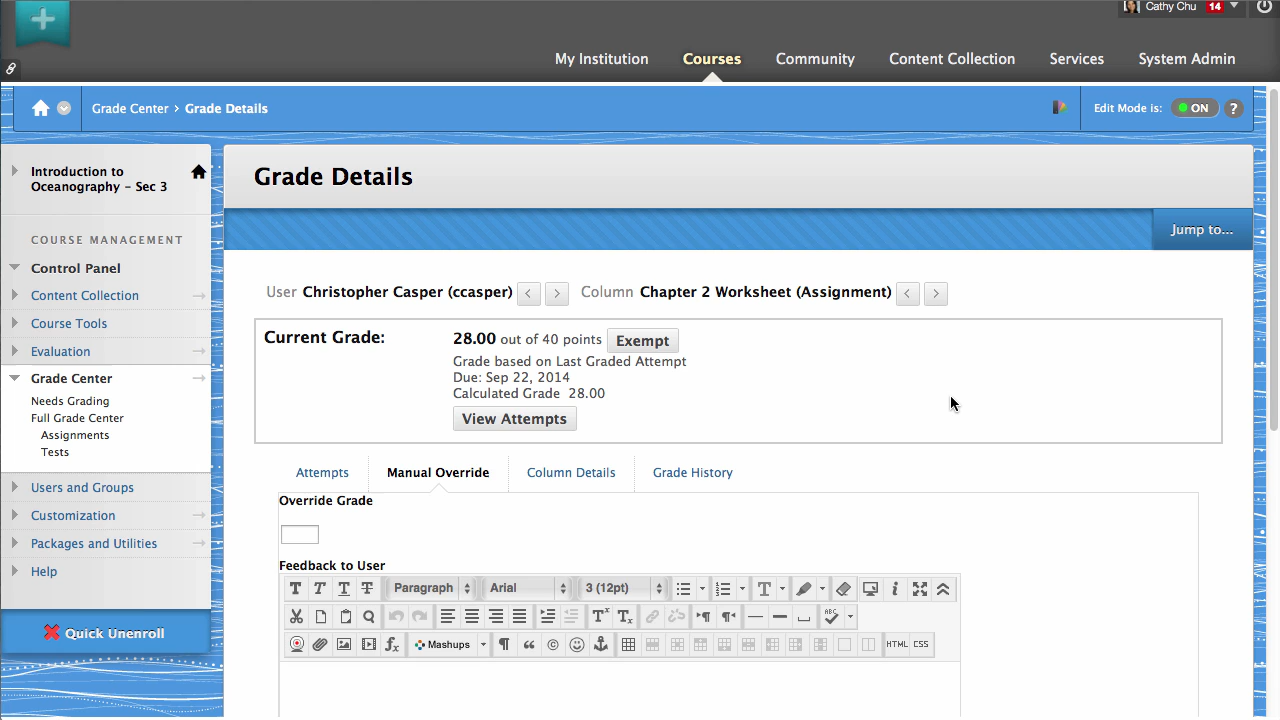 Cathy Chu 14
My Institution Courses Community Content Collection Services System Admin
Grade Center > Grade Details
Edit Mode is: ON ?
Introduction to
Oceanography - Sec 3
Grade Details
Jump to...
COURSE MANAGEMENT
Control Panel
Content Collection
Course Tools
Evaluation
Grade Center
Needs Grading
Full Grade Center
Assignments
Tests
Users and Groups
Customization
Packages and Utilities
Help
Quick Unenroll
User Christopher Casper (ccasper) < > Column Chapter 2 Worksheet (Assignment) < >
Current Grade: 28.00 out of 40 points Exempt
Grade based on Last Graded Attempt
Due: Sep 22, 2014
Calculated Grade 28.00
View Attempts
Attempts Manual Override Column Details Grade History
Override Grade
Feedback to User
T T T T Paragraph Arial 3 (12pt) T i
T T ABC
fx Mashups ¶ “ © HTML CSS